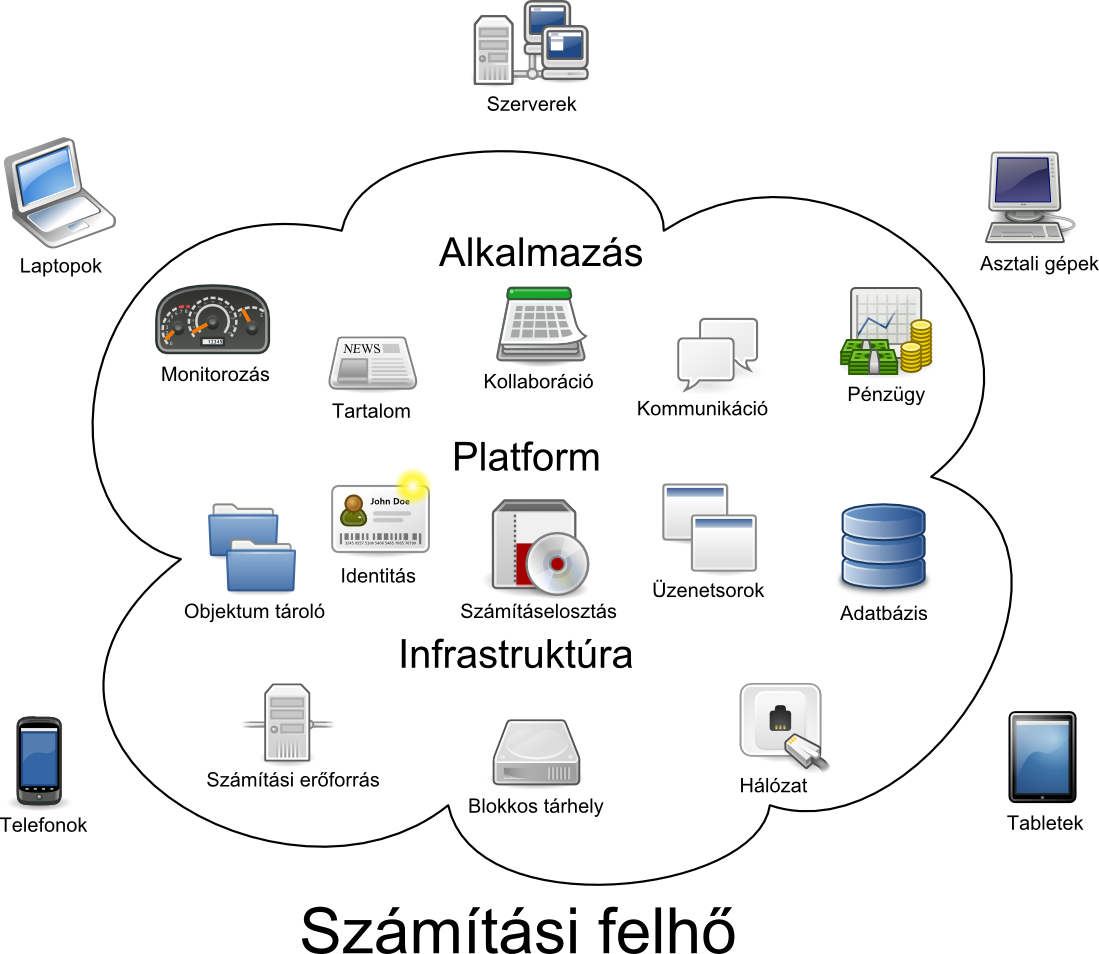 Szerverek
Laptopok
Asztali gépek
Alkalmazás
Monitorozás
NEWS
Tartalom
Kollaboráció
Kommunikáció
Pénzügy
Platform
John Doe
Identitás
Objektum tároló
Számításelosztás
Üzenetsorok
Adatbázis
Infrastruktúra
Számítási erőforrás
Blokkos tárhely
Hálózat
Telefonok
Tabletek
Számítási felhő